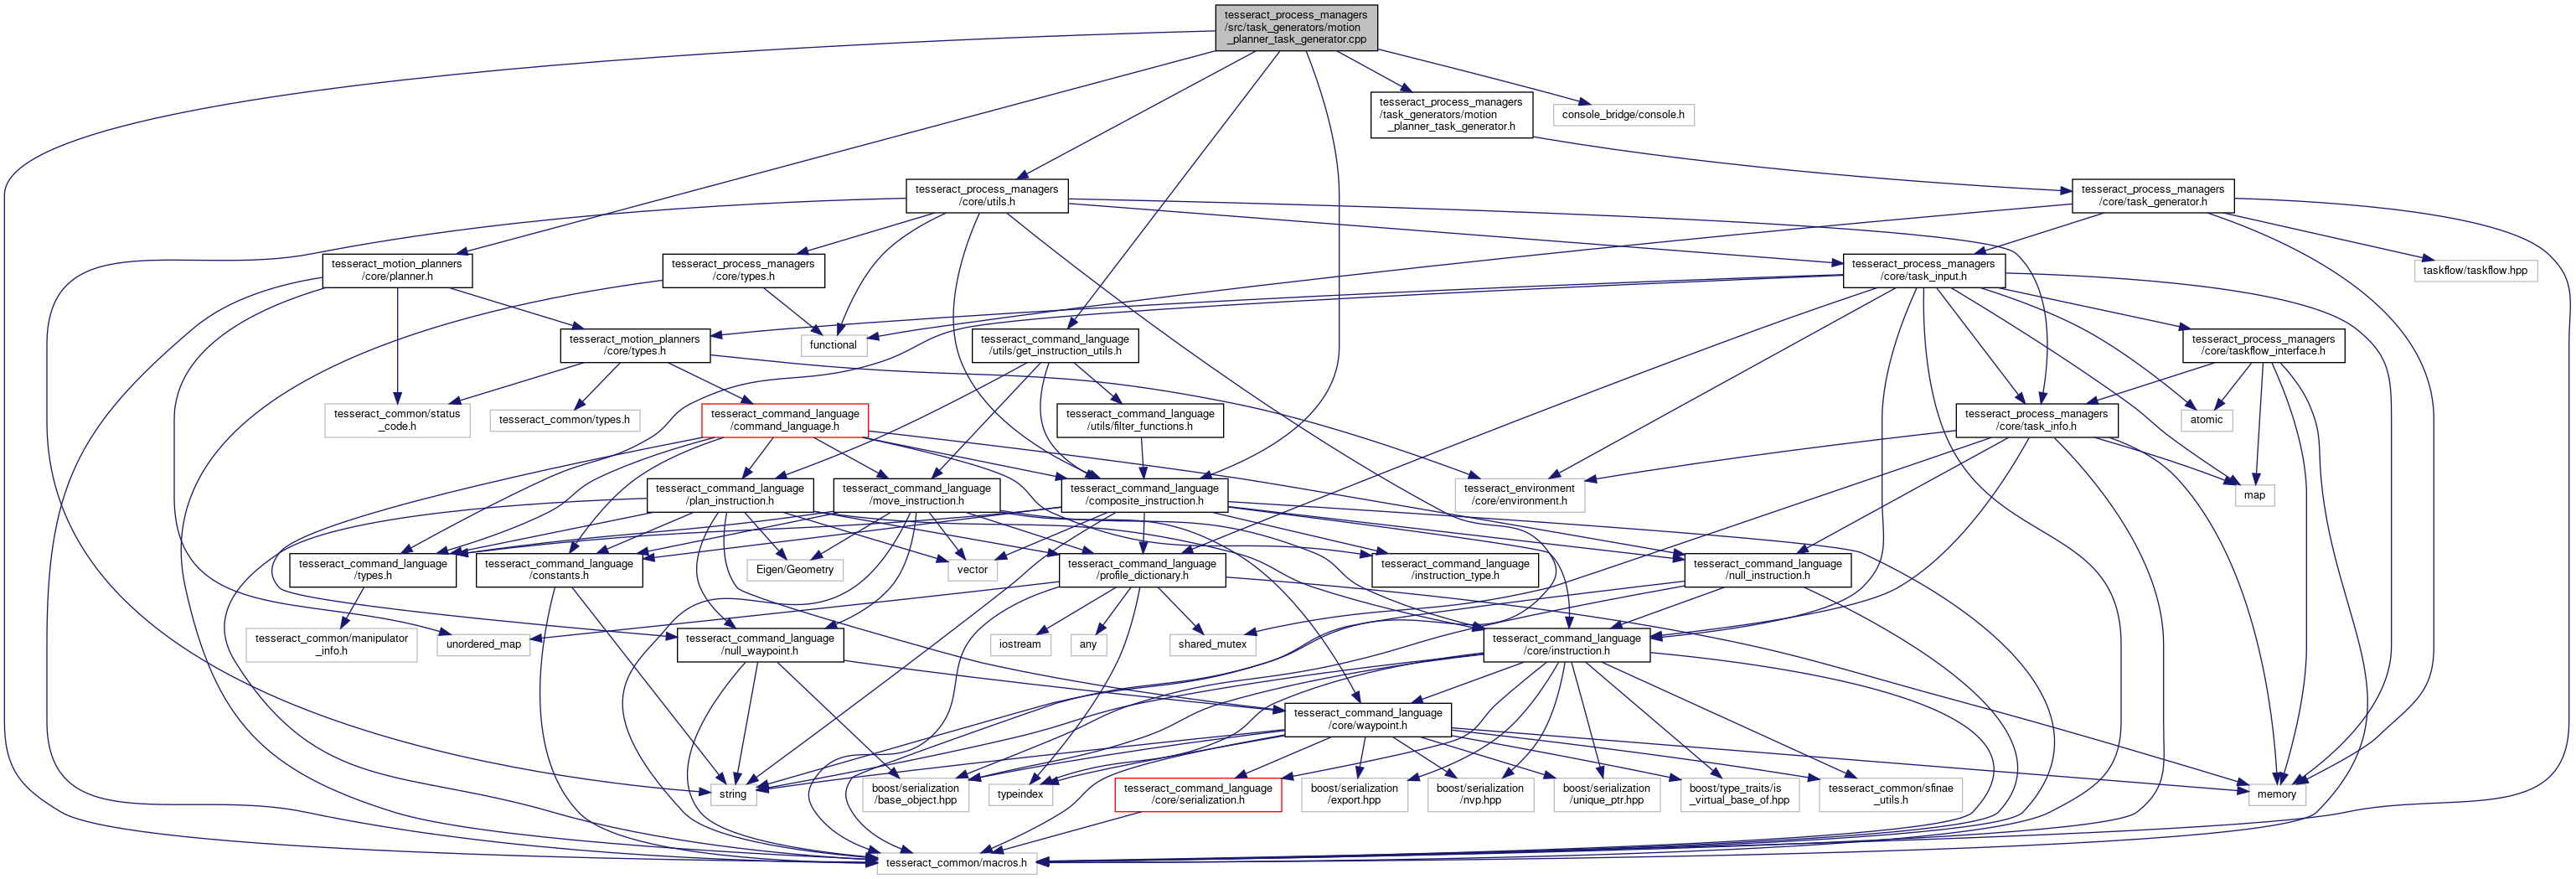 tesseract_process_managers
/src/task_generators/motion
_planner_task_generator.cpp
tesseract_process_managers
/task_generators/motion
_planner_task_generator.h
console_bridge/console.h
tesseract_process_managers
/core/utils.h
tesseract_process_managers
/core/task_generator.h
tesseract_motion_planners
/core/planner.h
tesseract_process_managers
/core/types.h
tesseract_process_managers
/core/task_input.h
taskflow/taskflow.hpp
tesseract_motion_planners
/core/types.h
functional
tesseract_command_language
/utils/get_instruction_utils.h
tesseract_process_managers
/core/taskflow_interface.h
tesseract_common/status
_code.h
tesseract_common/types.h
tesseract_command_language
/command_language.h
tesseract_command_language
/utils/filter_functions.h
tesseract_process_managers
/core/task_info.h
atomic
tesseract_command_language
/plan_instruction.h
tesseract_command_language
/move_instruction.h
tesseract_command_language
/composite_instruction.h
tesseract_environment
/core/environment.h
map
tesseract_command_language
/types.h
tesseract_command_language
/constants.h
Eigen/Geometry
vector
tesseract_command_language
/profile_dictionary.h
tesseract_command_language
/instruction_type.h
tesseract_command_language
/null_instruction.h
tesseract_common/manipulator
_info.h
unordered_map
tesseract_command_language
/null_waypoint.h
iostream
any
shared_mutex
tesseract_command_language
/core/instruction.h
tesseract_command_language
/core/waypoint.h
string
boost/serialization
/base_object.hpp
typeindex
tesseract_command_language
/core/serialization.h
boost/serialization
/export.hpp
boost/serialization
/nvp.hpp
boost/serialization
/unique_ptr.hpp
boost/type_traits/is
_virtual_base_of.hpp
tesseract_common/sfinae
_utils.h
memory
tesseract_common/macros.h